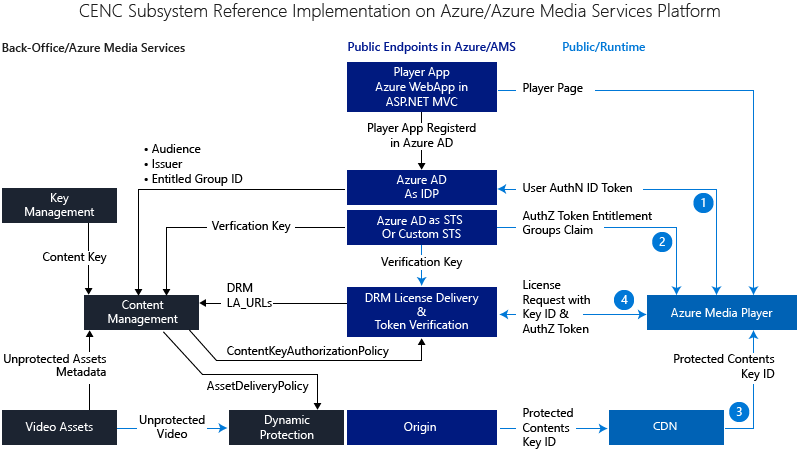 CENC Subsystem Reference Implementation on Azure/Azure Media Services Platform
Back-Office/Azure Media Services
Public Endpoints in Azure/AMS
Public/Runtime
Player App
Azure WebApp in
ASP.NET MVC
Player Page
Player App Registerd
in Azure AD
• Audience
• Issuer
• Entitled Group ID
Azure AD
As IDP
User AuthN ID Token
1
Key
Management
Verfication Key
Azure AD as STS
Or Custom STS
AuthZ Token Entitlement
Groups Claim
2
Content Key
Verification Key
DRM
LA_URLs
Content
Management
DRM License Delivery
&
Token Verification
License
Request with
Key ID &
AuthZ Token
4
Azure Media Player
ContentKeyAuthorizationPolicy
Unprotected Assets
Metadata
AssetDeliveryPolicy
Protected Contents
Key ID
3
Video Assets
Unprotected
Video
Dynamic
Protection
Origin
Protected
Contents
Key ID
CDN